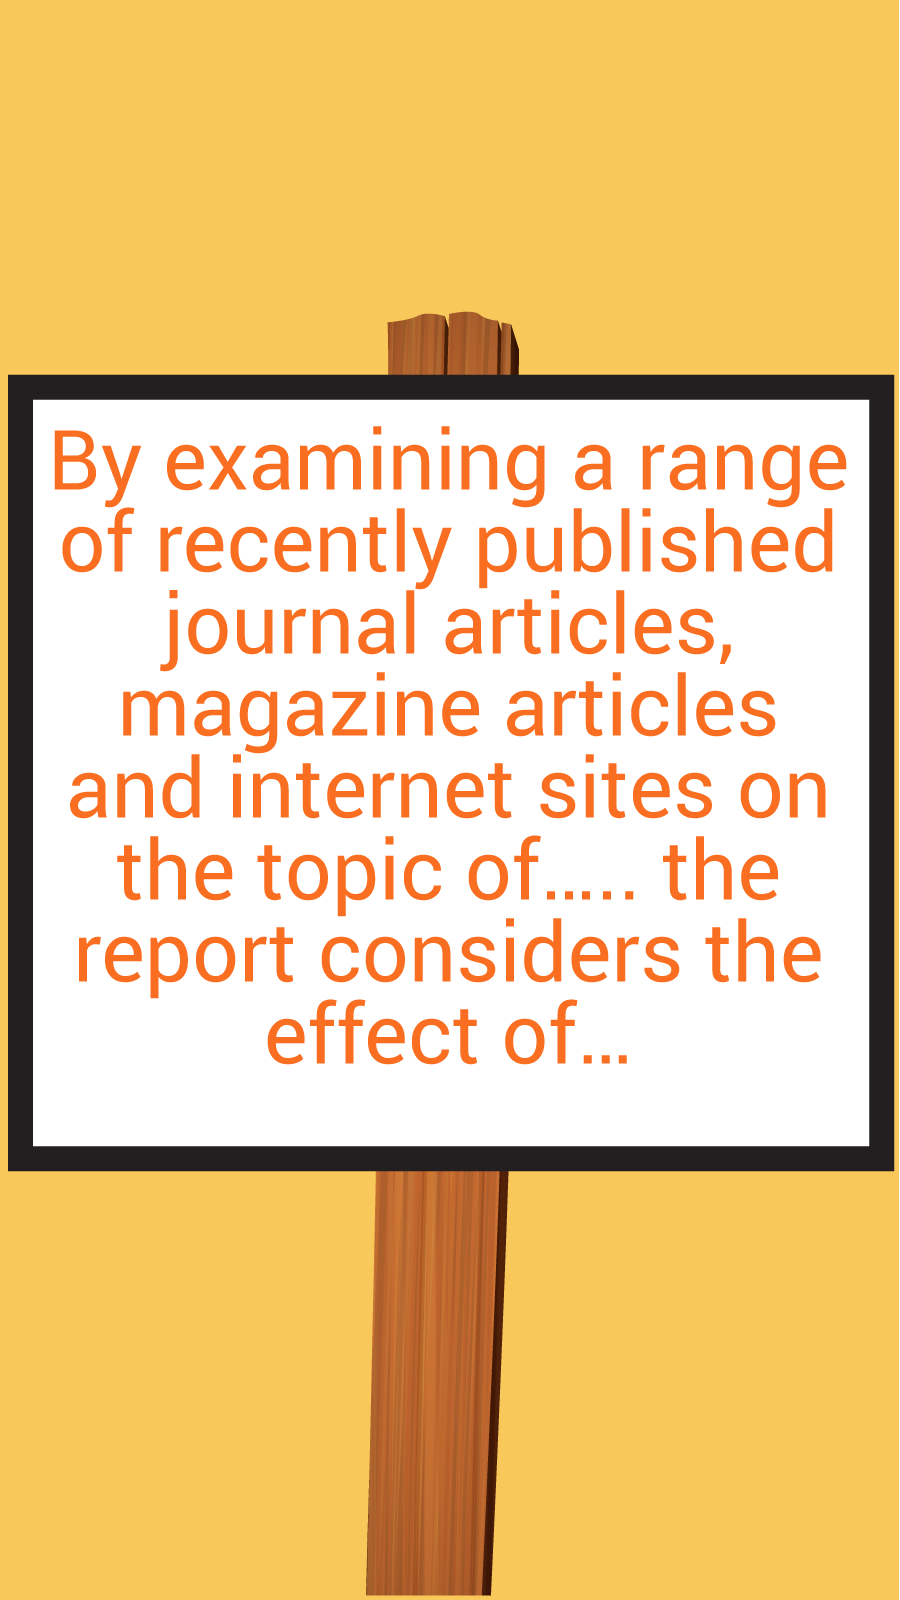 By examining a range
of recently published
journal articles,
magazine articles
and internet sites on
the topic of..... the
report considers the
effect of...